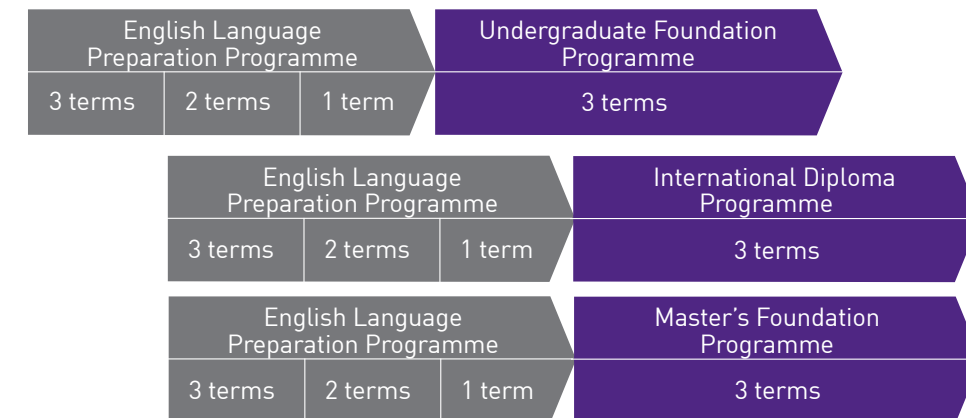 English Language
Preparation Programme
Undergraduate Foundation
Programme
3 terms 2 terms 1 term 3 terms
English Language
Preparation Programme
International Diploma
Programme
3 terms 2 terms 1 term 3 terms
English Language
Preparation Programme
Master's Foundation
Programme
3 terms 2 terms 1 term 3 terms